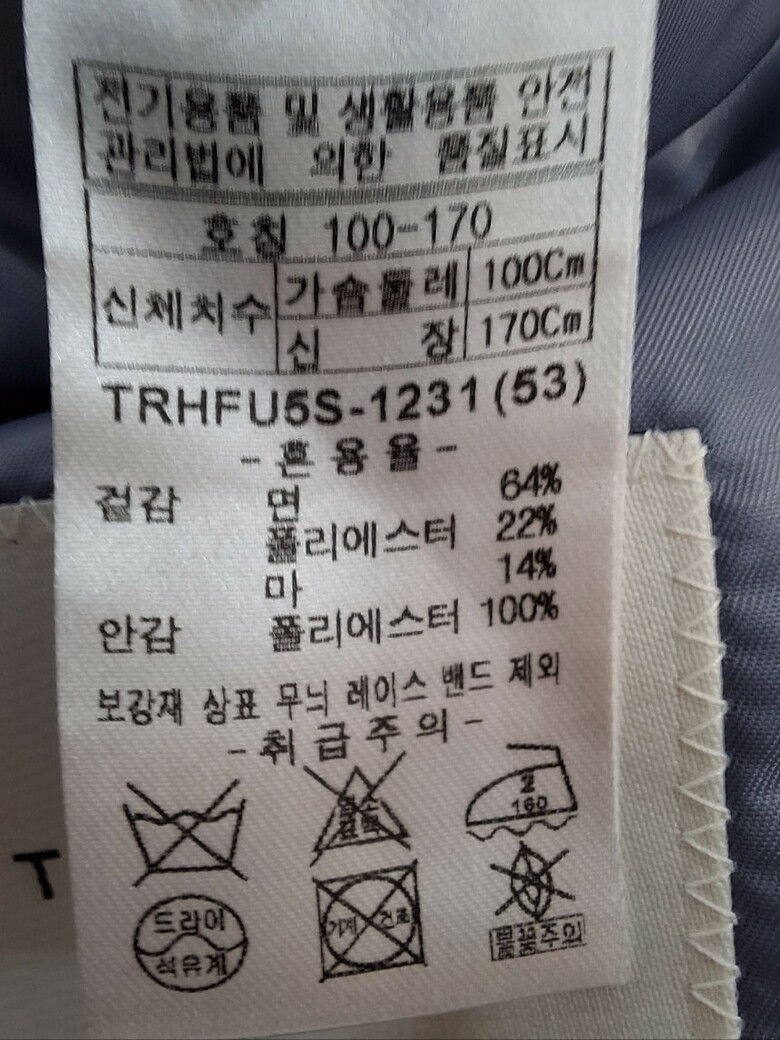 전기용품 및 생활용품 안전
관리법에 의한 품질표시
호칭 100-170
신체치수 가슴둘레 100Cm
신 장 170Cm
TRHFU5S-1231(53)
-혼용율-
겉감 면 64%
폴리에스터 22%
마 14%
안감 폴리에스터 100%
보강재 상표 무늬 레이스 밴드 제외
-취급주의-
염소
표백
2
160
드라이
석유계
기계 건조
물품주의
T